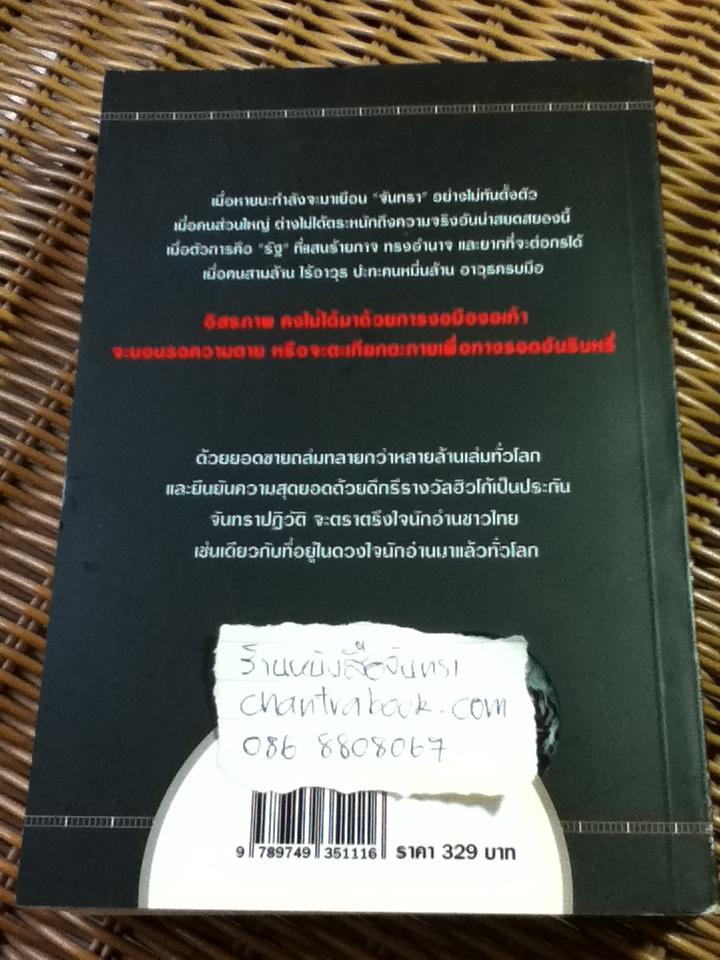 เมื่อหายนะกำลังจะมาเยือน "จันทรา" อย่างไม่ทันตั้งตัว
เมื่อคนส่วนใหญ่ ต่างไม่ได้ตระหนักถึงความจริงอันน่าสยดสยองนี้
เมื่อตัวการคือ "รัฐ" ที่แสนร้ายกาจ ทรงอำนาจ และยากที่จะต่อกรได้
เมื่อคนสามล้าน ไร้อาวุธ ปะทะคนหมื่นล้าน อาวุธครบมือ
อิสรภาพ คงไม่ได้มาด้วยการงอมืองอเท้า
จะนอนรอความตาย หรือจะตะเกียกตะกายเพื่อทางรอดอันริบหรี่
ด้วยยอดขายถล่มทลายกว่าหลายล้านเล่มทั่วโลก
และยืนยันความสุดยอดด้วยดีกรีรางวัลฮิวโก้เป็นประกัน
จันทราปฏิวัติ จะตราตรึงใจนักอ่านชาวไทย
เช่นเดียวกับที่อยู่ในดวงใจนักอ่านมาแล้วทั่วโลก
ร้านหนังสือจันทรา
chantrabook.com
086 8808067
9 789749 351116 ราคา 329 บาท